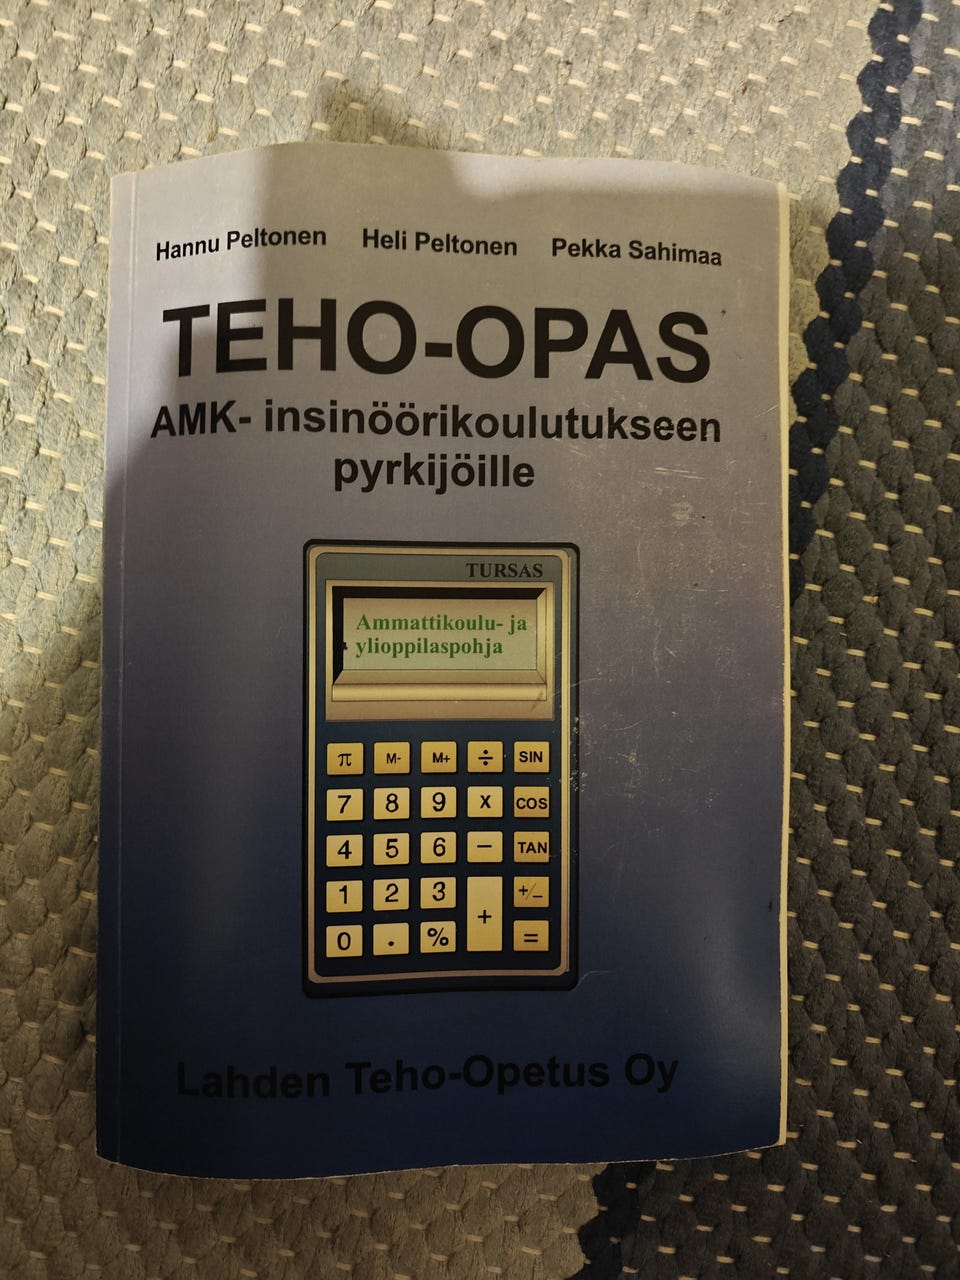 Hannu Peltonen Heli Peltonen Pekka Sahimaa
TEHO-OPAS
AMK- insinöörikoulutukseen
pyrkijöille
TURSAS
Ammattikoulu- ja
ylioppilaspohja
π M- M+ ÷ SIN
7 8 9 x COS
4 5 6 − TAN
1 2 3 + +/−
0 . % =
Lahden Teho-Opetus Oy